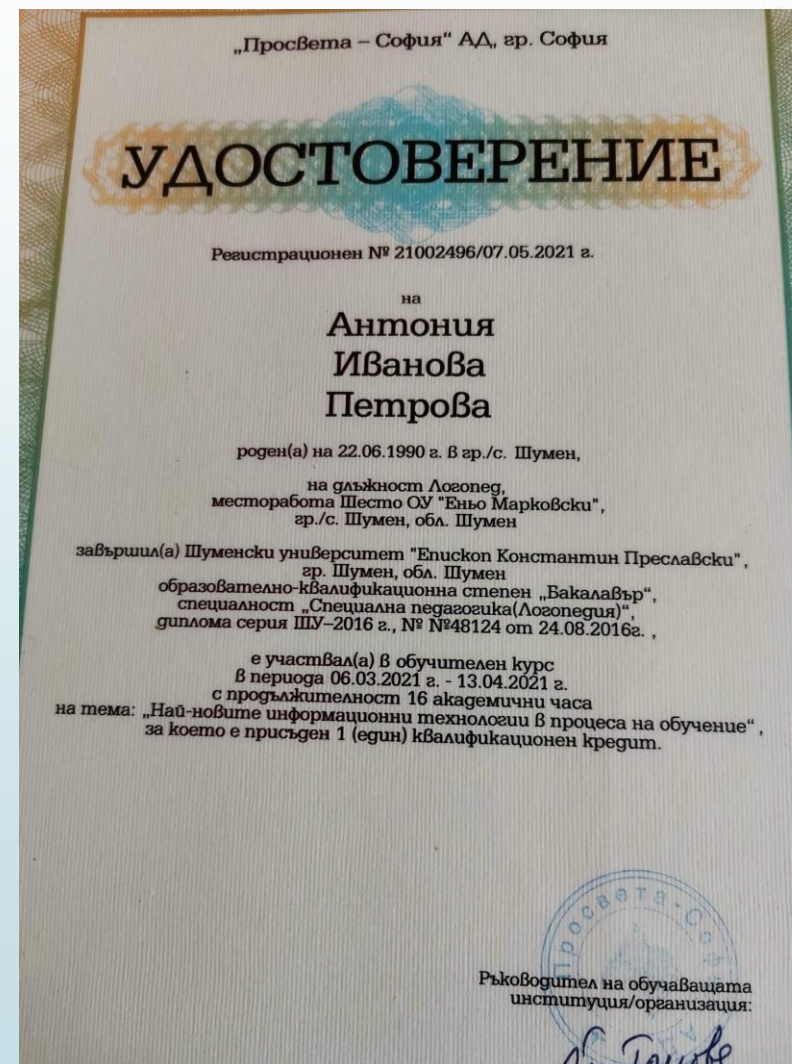 „Просвета – София“ АД, гр. София
УДОСТОВЕРЕНИЕ
Регистрационен № 21002496/07.05.2021 г.
на
Антония
Иванова
Петрова
роден(а) на 22.06.1990 г. в гр./с. Шумен,
на длъжност Логопед,
месторабота Шесто ОУ "Еньо Марковски",
гр./с. Шумен, обл. Шумен
завършил(а) Шуменски университет "Епископ Константин Преславски",
гр. Шумен, обл. Шумен
образователно-квалификационна степен „Бакалавър“,
специалност „Специална педагогика(Логопедия)“,
диплома серия ШУ–2016 г., № №48124 от 24.08.2016г. ,
е участвал(а) в обучителен курс
в периода 06.03.2021 г. - 13.04.2021 г.
с продължителност 16 академични часа
на тема: „Най-новите информационни технологии в процеса на обучение“,
за което е присъден 1 (един) квалификационен кредит.
Просвета-Соф
Ръководител на обучаващата
институция/организация: